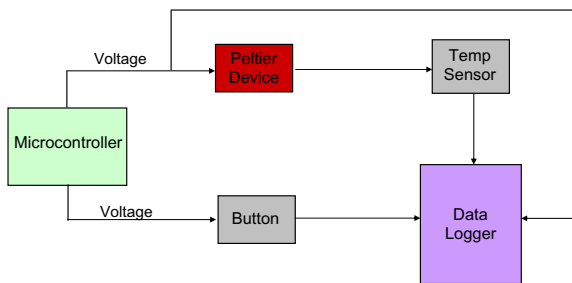 Voltage
Peltier
Device
Temp
Sensor
Microcontroller
Voltage
Button
Data
Logger